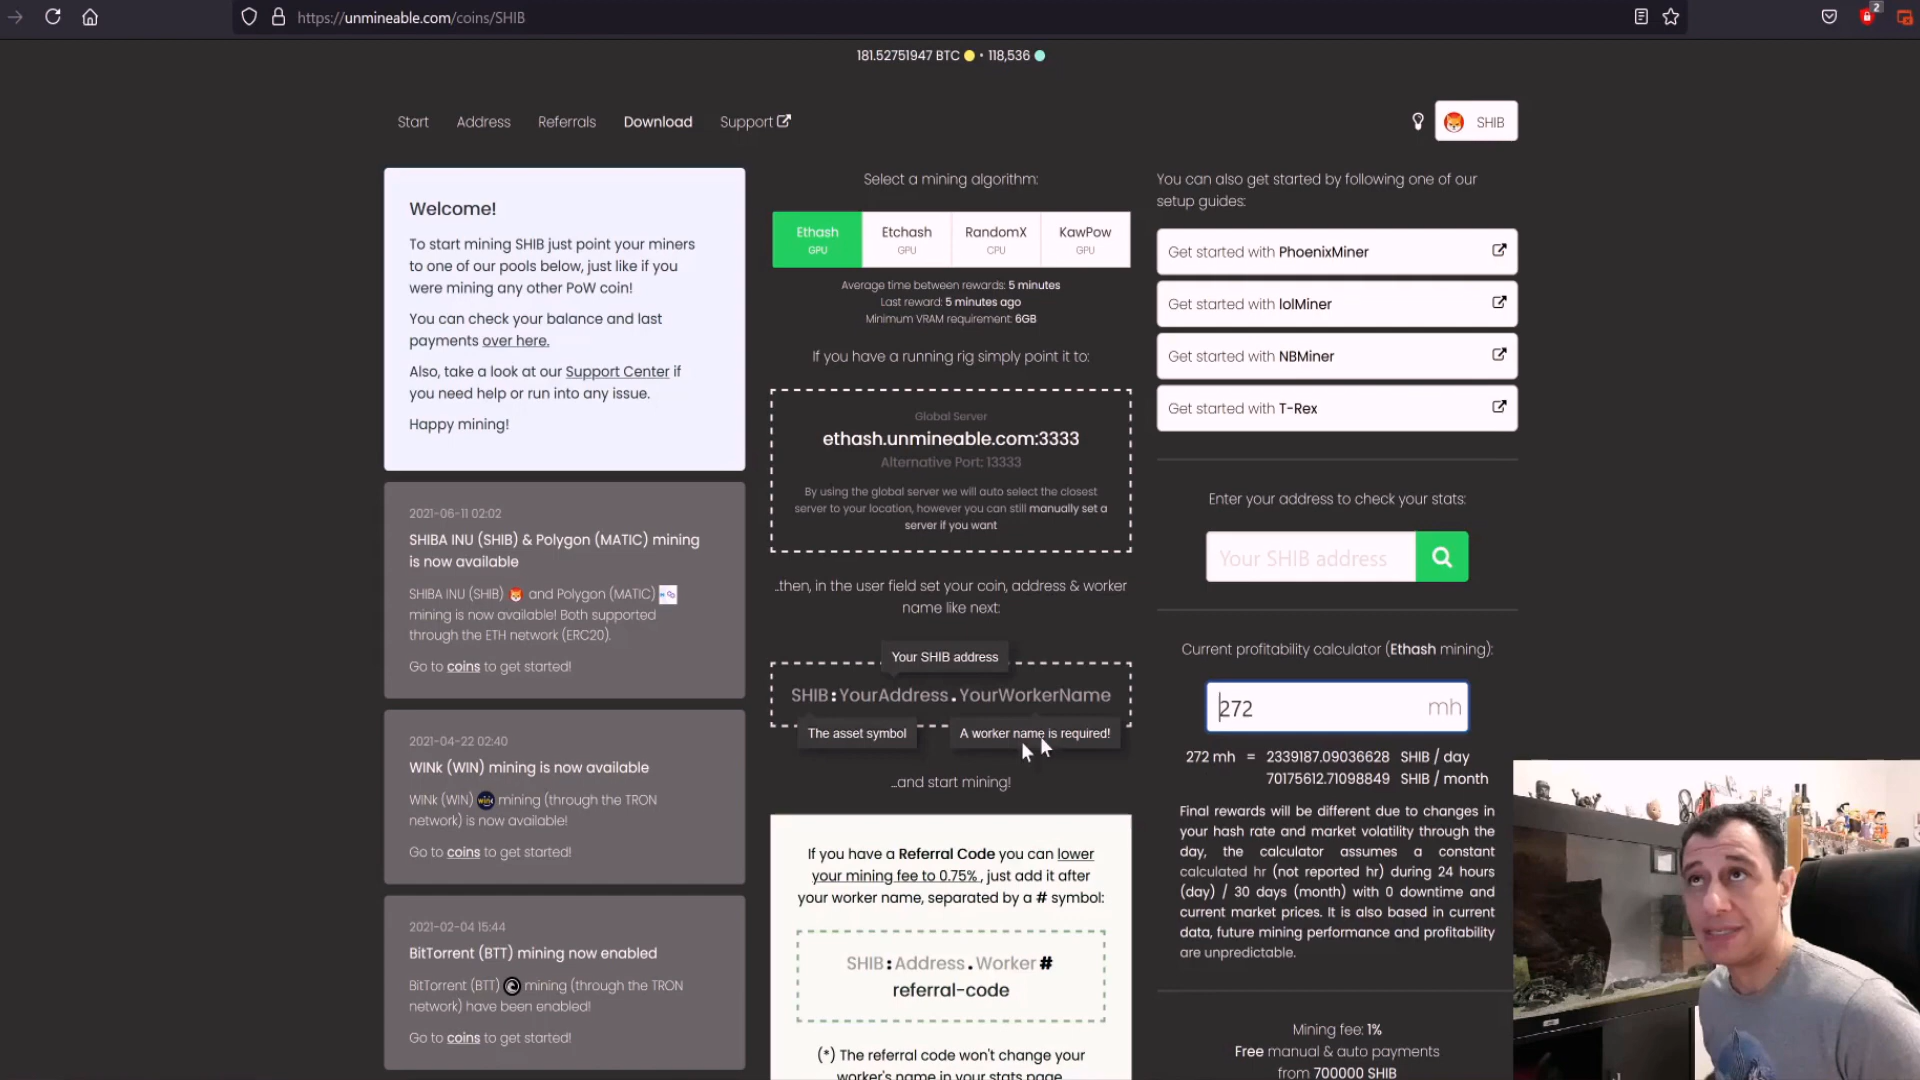 https://unmineable.com/coins/SHIB
2
181.52751947 BTC • 118,536
Start Address Referrals Download Support
SHIB
Welcome!
To start mining SHIB just point your miners
to one of our pools below, just like if you
were mining any other PoW coin!
You can check your balance and last
payments over here.
Also, take a look at our Support Center if
you need help or run into any issue.
Happy mining!
2021-06-11 02:02
SHIBA INU (SHIB) & Polygon (MATIC) mining
is now available
SHIBA INU (SHIB) and Polygon (MATIC)
mining is now available! Both supported
through the ETH network (ERC20).
Go to coins to get started!
2021-04-22 02:40
WINk (WIN) mining is now available
WINk (WIN) mining (through the TRON
network) is now available!
Go to coins to get started!
2021-02-04 15:44
BitTorrent (BTT) mining now enabled
BitTorrent (BTT) mining (through the TRON
network) have been enabled!
Go to coins to get started!
Select a mining algorithm:
Ethash Etchash RandomX KawPow
GPU GPU CPU GPU
Average time between rewards: 5 minutes
Last reward: 5 minutes ago
Minimum VRAM requirement: 6GB
If you have a running rig simply point it to:
Global Server
ethash.unmineable.com:3333
Alternative Port: 13333
By using the global server we will auto select the closest
server to your location, however you can still manually set a
server if you want
..then, in the user field set your coin, address & worker
name like next:
Your SHIB address
SHIB:YourAddress.YourWorkerName
The asset symbol A worker name is required!
...and start mining!
If you have a Referral Code you can lower
your mining fee to 0.75% , just add it after
your worker name, separated by a # symbol:
SHIB:Address.Worker#
referral-code
(*) The referral code won't change your
worker's name in your stats page
You can also get started by following one of our
setup guides:
Get started with PhoenixMiner
Get started with lolMiner
Get started with NBMiner
Get started with T-Rex
Enter your address to check your stats:
Your SHIB address
Current profitability calculator (Ethash mining):
272 mh
272 mh = 2339187.09036628 SHIB / day
70175612.71098849 SHIB / month
Final rewards will be different due to changes in
your hash rate and market volatility through the
day, the calculator assumes a constant
calculated hr (not reported hr) during 24 hours
(day) / 30 days (month) with 0 downtime and
current market prices. It is also based in current
data, future mining performance and profitability
are unpredictable.
Mining fee: 1%
Free manual & auto payments
from 700000 SHIB